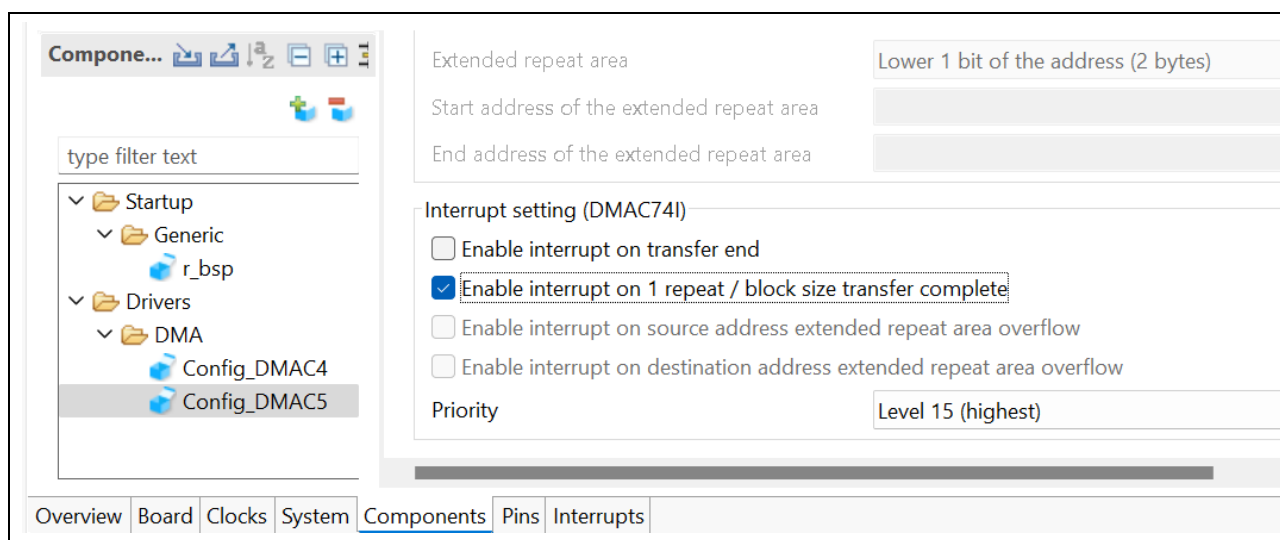 Compone...
type filter text
Startup
Generic
r_bsp
Drivers
DMA
Config_DMAC4
Config_DMAC5
Extended repeat area Lower 1 bit of the address (2 bytes)
Start address of the extended repeat area
End address of the extended repeat area
Interrupt setting (DMAC74I)
Enable interrupt on transfer end
Enable interrupt on 1 repeat / block size transfer complete
Enable interrupt on source address extended repeat area overflow
Enable interrupt on destination address extended repeat area overflow
Priority Level 15 (highest)
Overview Board Clocks System Components Pins Interrupts